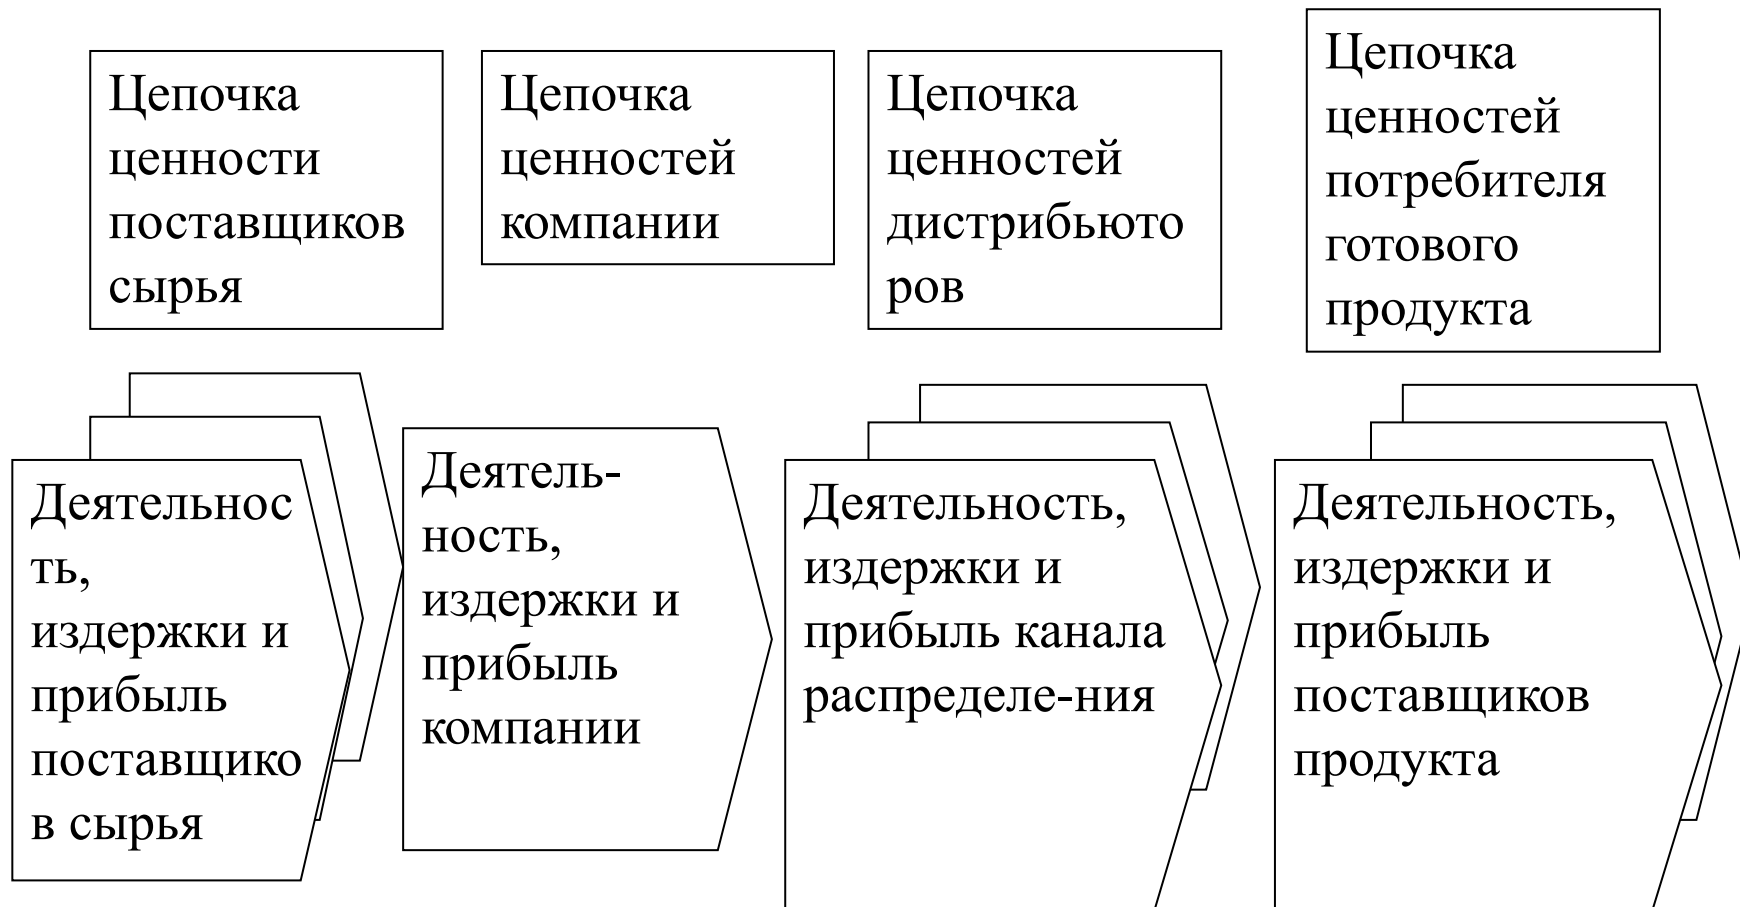 Цепочка
ценности
поставщиков
сырья
Цепочка
ценностей
компании
Цепочка
ценностей
дистрибьюто
ров
Цепочка
ценностей
потребителя
готового
продукта
Деятельнос
ть,
издержки и
прибыль
поставщико
в сырья
Деятель-
ность,
издержки и
прибыль
компании
Деятельность,
издержки и
прибыль канала
распределе-ния
Деятельность,
издержки и
прибыль
поставщиков
продукта